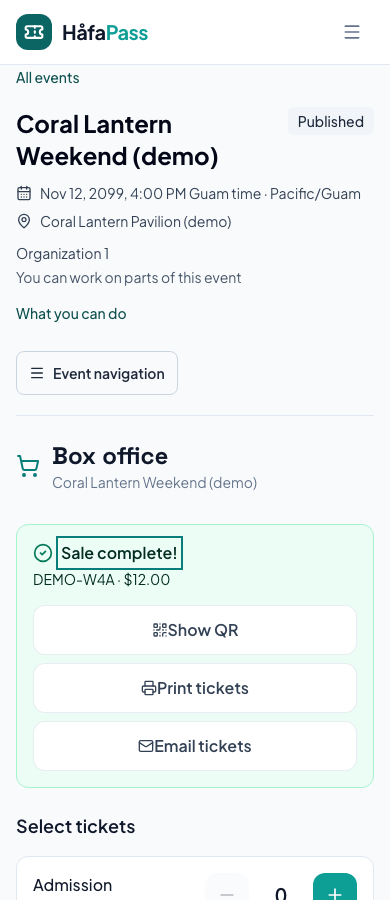 HåfaPass
All events
Coral Lantern
Weekend (demo)
Published
Nov 12, 2099, 4:00 PM Guam time · Pacific/Guam
Coral Lantern Pavilion (demo)
Organization 1
You can work on parts of this event
What you can do
Event navigation
Box office
Coral Lantern Weekend (demo)
Sale complete!
DEMO-W4A · $12.00
Show QR
Print tickets
Email tickets
Select tickets
Admission
0